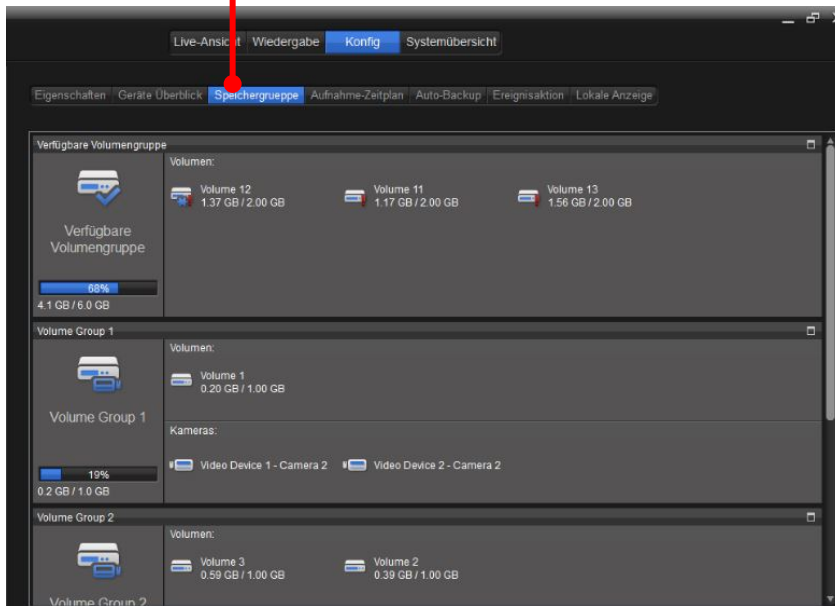 Live-Ansicht Wiedergabe Konfig Systemübersicht
Eigenschaften Geräte Überblick Speichergrueppe Aufnahme-Zeitplan Auto-Backup Ereignisaktion Lokale Anzeige
Verfügbare Volumengruppe
Volumen:
Volume 12
1.37 GB / 2.00 GB
Volume 11
1.17 GB / 2.00 GB
Volume 13
1.56 GB / 2.00 GB
Verfügbare
Volumengruppe
68%
4.1 GB / 6.0 GB
Volume Group 1
Volumen:
Volume 1
0.20 GB / 1.00 GB
Volume Group 1
Kameras:
Video Device 1 - Camera 2
Video Device 2 - Camera 2
19%
0.2 GB / 1.0 GB
Volume Group 2
Volumen:
Volume 3
0.59 GB / 1.00 GB
Volume 2
0.39 GB / 1.00 GB
Volume Group 2